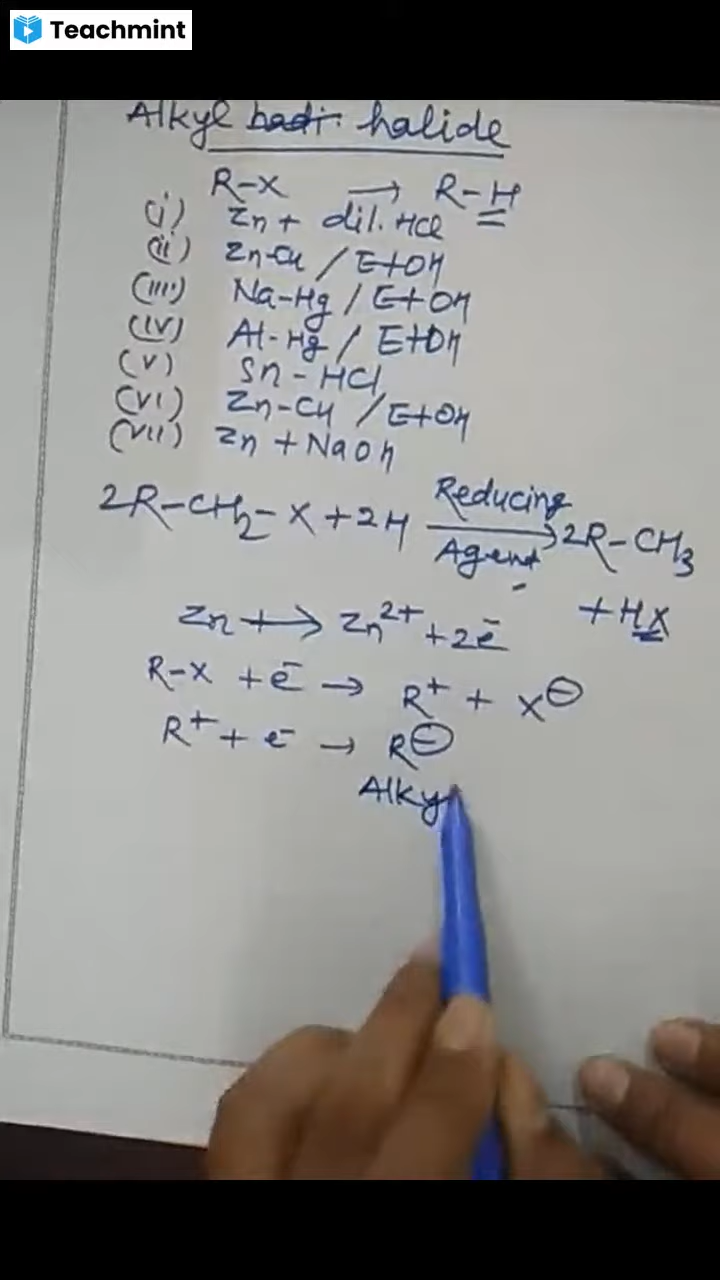 Teachmint
Alkyl halide
R-X → R-H
(i) Zn + dil. HCl
(ii) Zn-Cu / EtOH
(iii) Na-Hg / EtOH
(iv) Al-Hg / EtOH
(v) Sn - HCl
(vi) Zn-Cu / EtOH
(vii) Zn + NaOH
2R-CH₂-X + 2H Reducing Agent → 2R-CH₃
+ HX
Zn → Zn²⁺ + 2e⁻
R-X + e⁻ → R⁺ + X⊖
R⁺ + e⁻ → R⊖
Alky